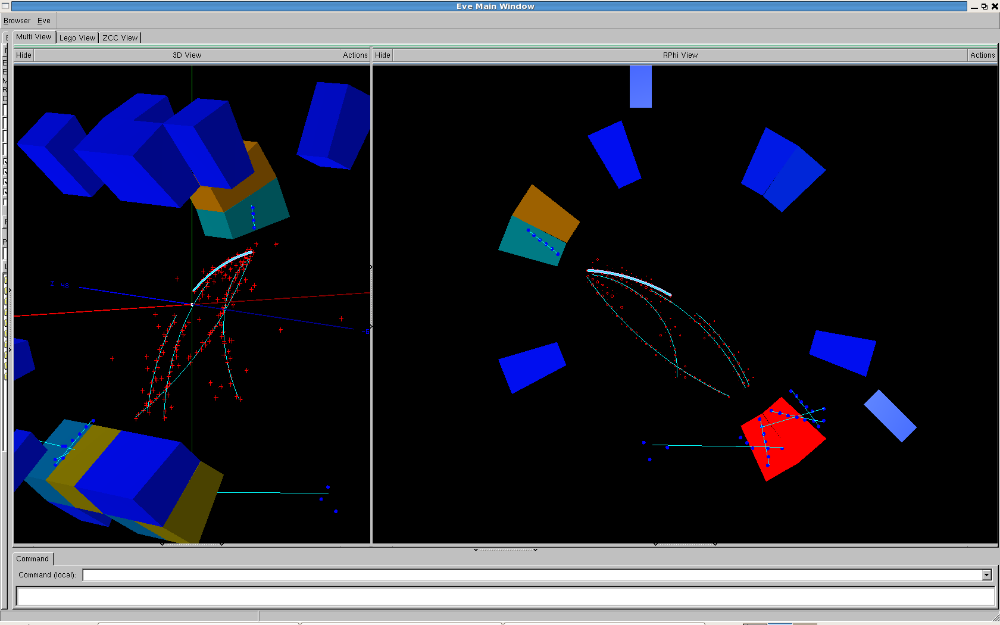 Eve Main Window
Browser Eve
Multi View Lego View ZCC View
Hide 3D View Actions Hide RPhi View Actions
Z 40
Command
Command (local):